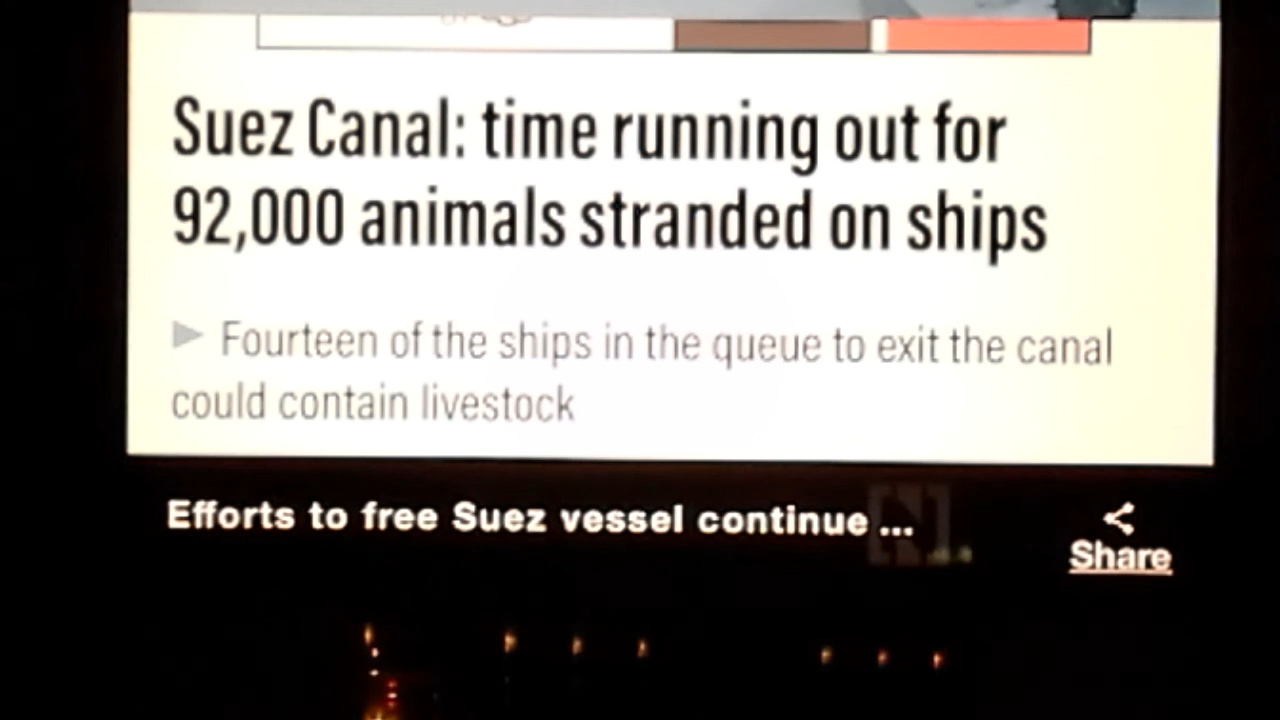 Suez Canal: time running out for
92,000 animals stranded on ships
Fourteen of the ships in the queue to exit the canal
could contain livestock
Efforts to free Suez vessel continue ...
Share